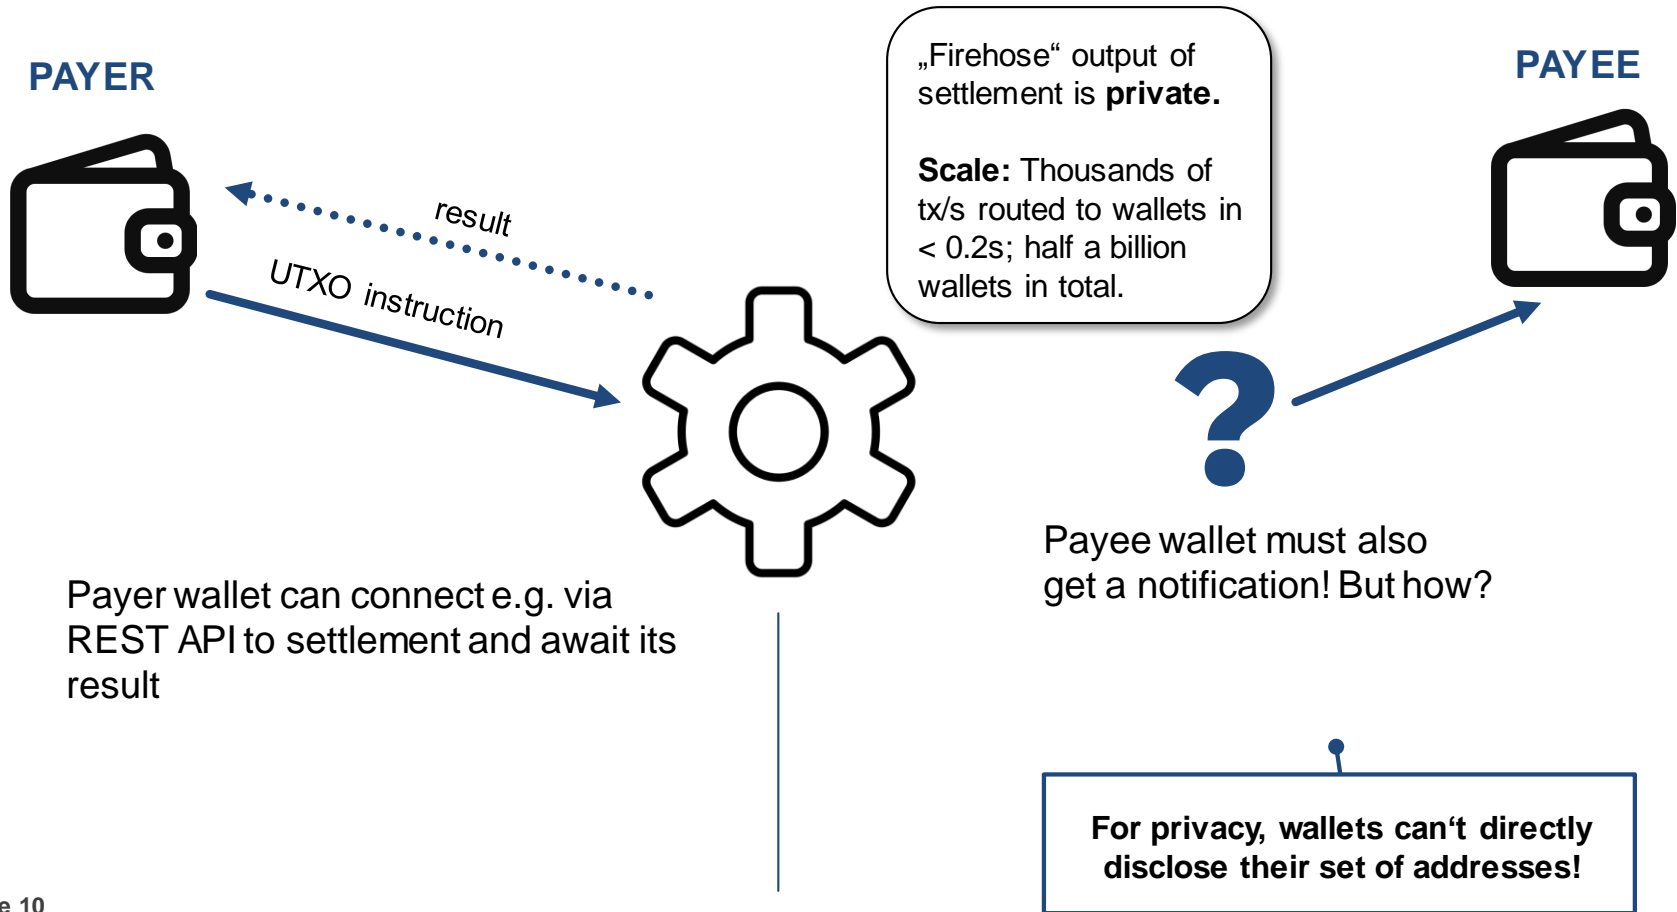 PAYER
„Firehose“ output of
settlement is private.
Scale: Thousands of
tx/s routed to wallets in
< 0.2s; half a billion
wallets in total.
PAYEE
result
UTXO instruction
?
Payer wallet can connect e.g. via
REST API to settlement and await its
result
Payee wallet must also
get a notification! But how?
For privacy, wallets can‘t directly
disclose their set of addresses!
e 10